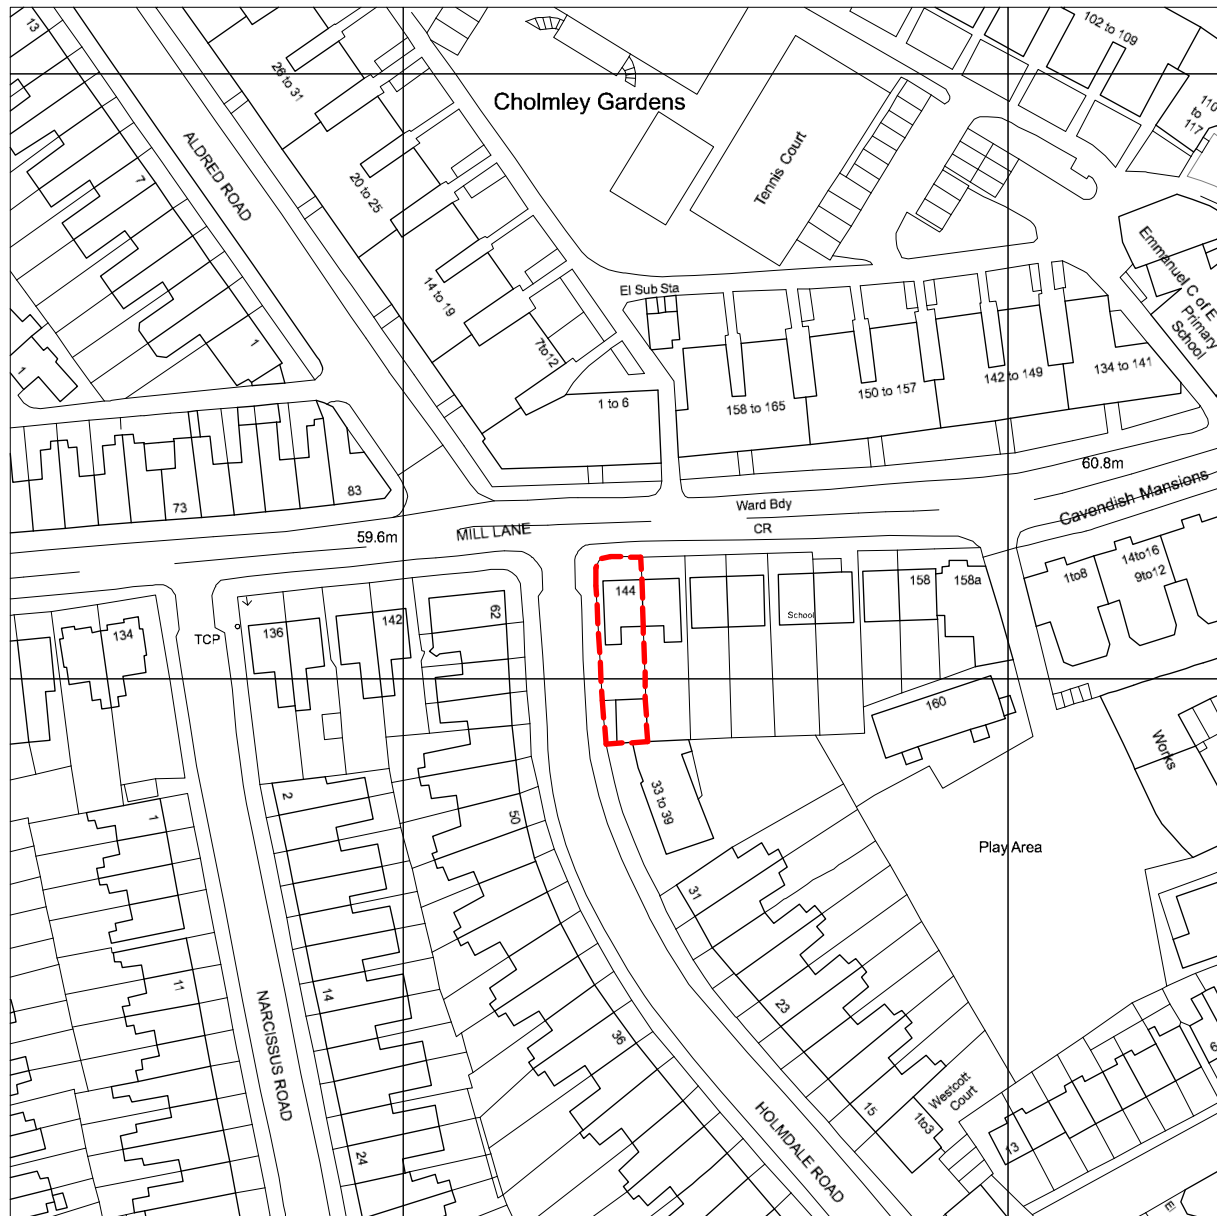 13
26 to 31
Cholmley Gardens
102 to 109
110
to
117
ALDRED ROAD
7
20 to 25
Tennis Court
Emmanuel C of E
Primary
School
14 to 19
El Sub Sta
7to12
1
1
1 to 6
158 to 165
150 to 157
142 to 149
134 to 141
73
83
60.8m
Ward Bdy
Cavendish Mansions
59.6m
MILL LANE
CR
14to16
9to12
1to8
144
School
158
158a
62
142
136
TCP
134
160
Works
33 to 39
2
1
50
Play Area
31
11
14
23
36
NARCISSUS ROAD
HOLMDALE ROAD
15
Westcott
Court
1to3
13
6
24
El